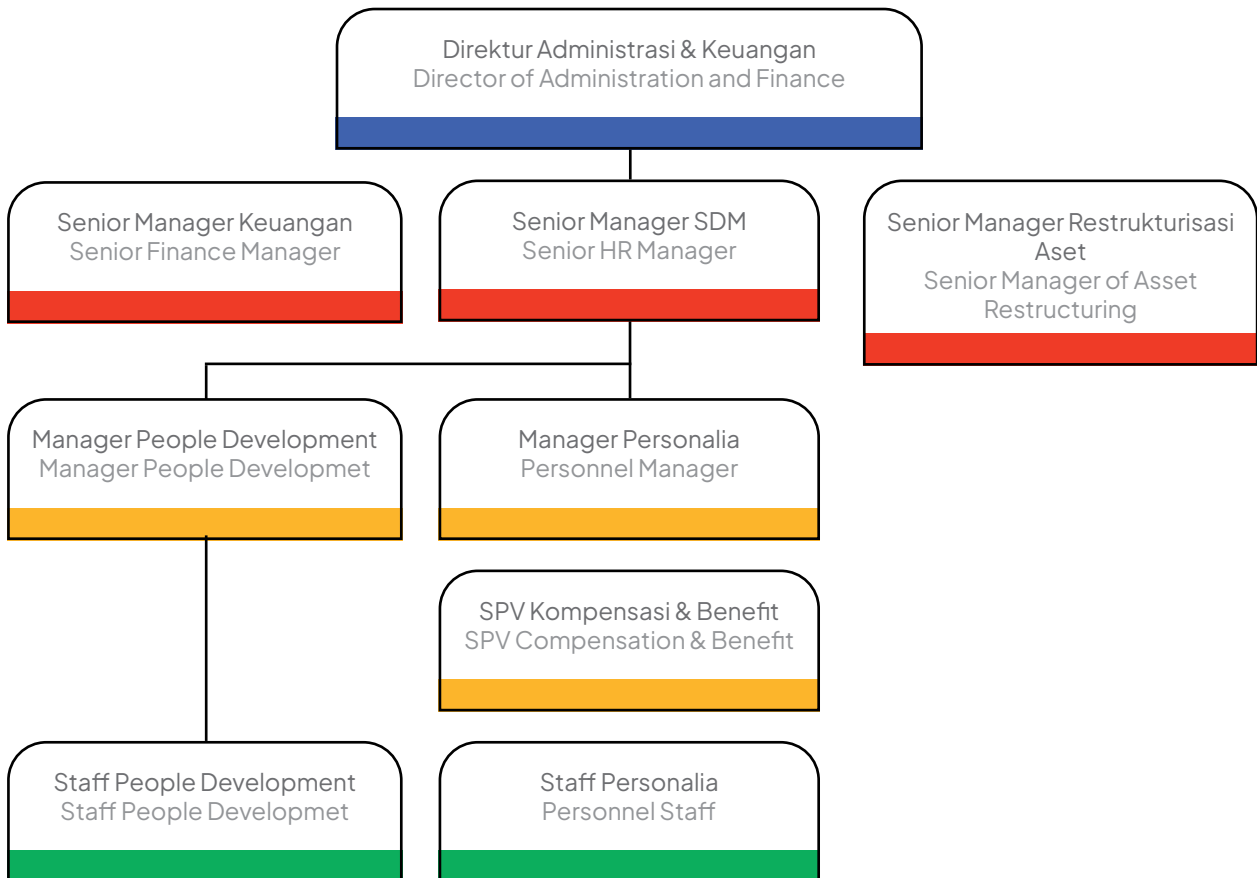 Direktur Administrasi & Keuangan
Director of Administration and Finance
Senior Manager Keuangan
Senior Finance Manager
Senior Manager SDM
Senior HR Manager
Senior Manager Restrukturisasi
Aset
Senior Manager of Asset
Restructuring
Manager People Development
Manager People Developmet
Manager Personalia
Personnel Manager
SPV Kompensasi & Benefit
SPV Compensation & Benefit
Staff People Development
Staff People Developmet
Staff Personalia
Personnel Staff